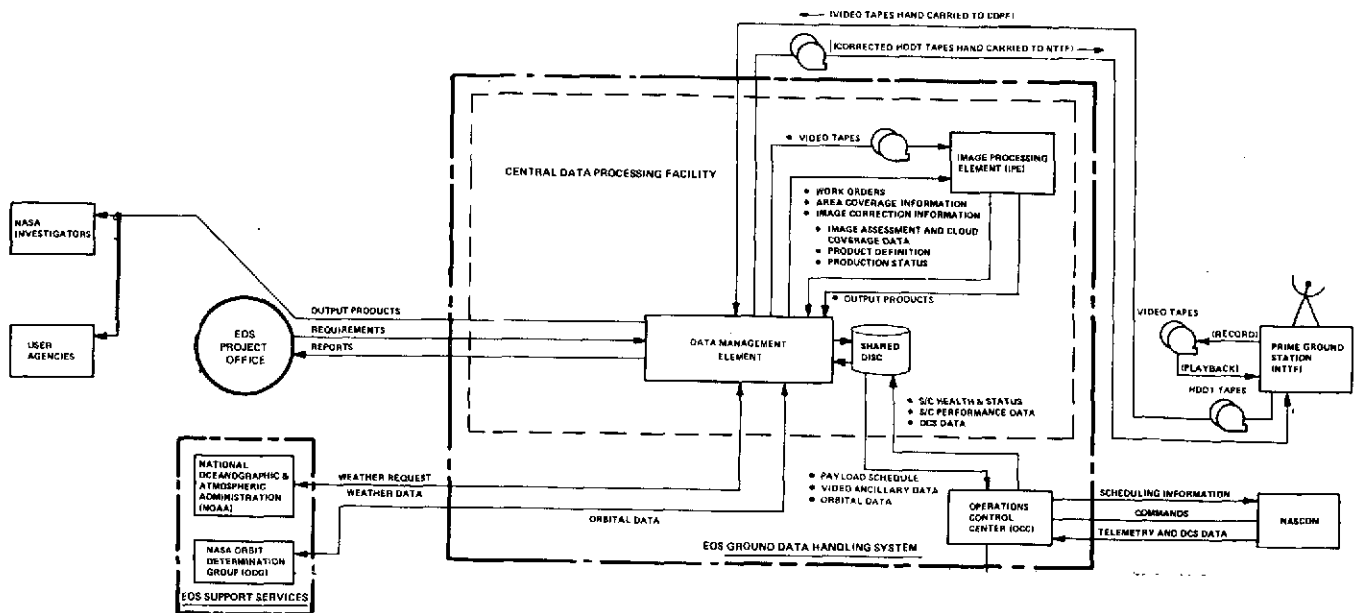 (VIDEO TAPES HAND CARRIED TO CDPF)
(CORRECTED HDDT TAPES HAND CARRIED TO NTTF)
• VIDEO TAPES
IMAGE PROCESSING
ELEMENT (IPE)
CENTRAL DATA PROCESSING FACILITY
• WORK ORDERS
• AREA COVERAGE INFORMATION
• IMAGE CORRECTION INFORMATION
• IMAGE ASSESSMENT AND CLOUD
COVERAGE DATA
• PRODUCT DEFINITION
• PRODUCTION STATUS
• OUTPUT PRODUCTS
NASA
INVESTIGATORS
USER
AGENCIES
EOS
PROJECT
OFFICE
OUTPUT PRODUCTS
REQUIREMENTS
REPORTS
DATA MANAGEMENT
ELEMENT
SHARED
DISC
VIDEO TAPES
(RECORD)
(PLAYBACK)
HDDT TAPES
PRIME GROUND
STATION
(NTTF)
• S/C HEALTH & STATUS
• S/C PERFORMANCE DATA
• DCS DATA
NATIONAL
OCEANOGRAPHIC &
ATMOSPHERIC
ADMINISTRATION
(NOAA)
WEATHER REQUEST
WEATHER DATA
ORBITAL DATA
• PAYLOAD SCHEDULE
• VIDEO ANCILLARY DATA
• ORBITAL DATA
OPERATIONS
CONTROL
CENTER (OCC)
SCHEDULING INFORMATION
COMMANDS
TELEMETRY AND DCS DATA
NASCOM
NASA ORBIT
DETERMINATION
GROUP (ODG)
EOS SUPPORT SERVICES
EOS GROUND DATA HANDLING SYSTEM